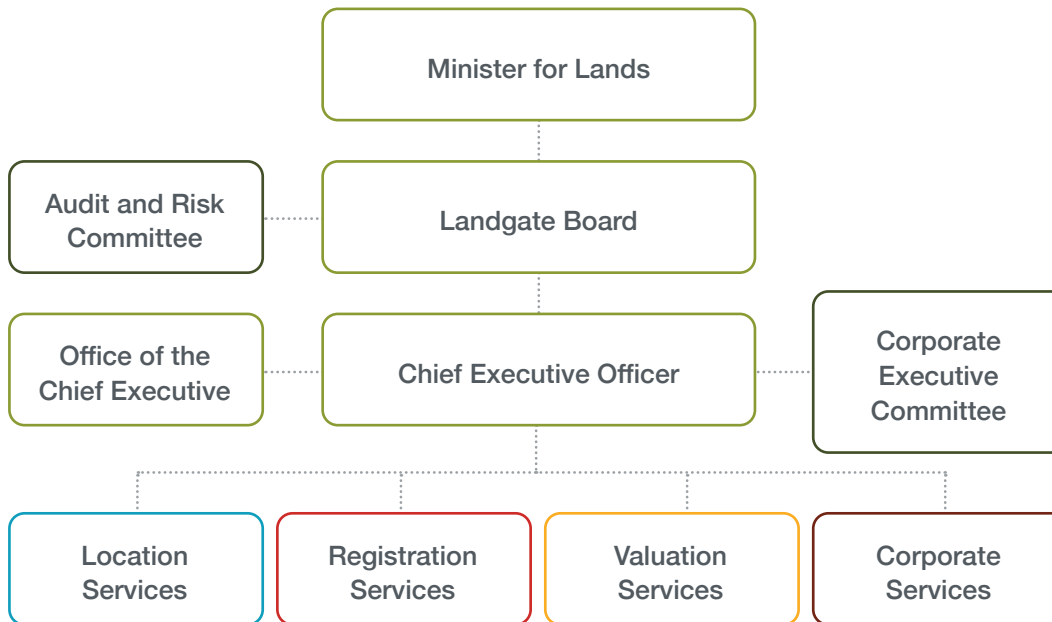 Minister for Lands
Audit and Risk
Committee
Landgate Board
Office of the
Chief Executive
Chief Executive Officer
Corporate
Executive
Committee
Location
Services
Registration
Services
Valuation
Services
Corporate
Services